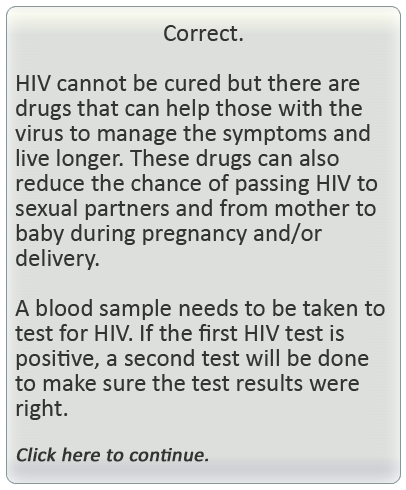 Correct.
HIV cannot be cured but there are
drugs that can help those with the
virus to manage the symptoms and
live longer. These drugs can also
reduce the chance of passing HIV to
sexual partners and from mother to
baby during pregnancy and/or
delivery.
A blood sample needs to be taken to
test for HIV. If the first HIV test is
positive, a second test will be done
to make sure the test results were
right.
Click here to continue.